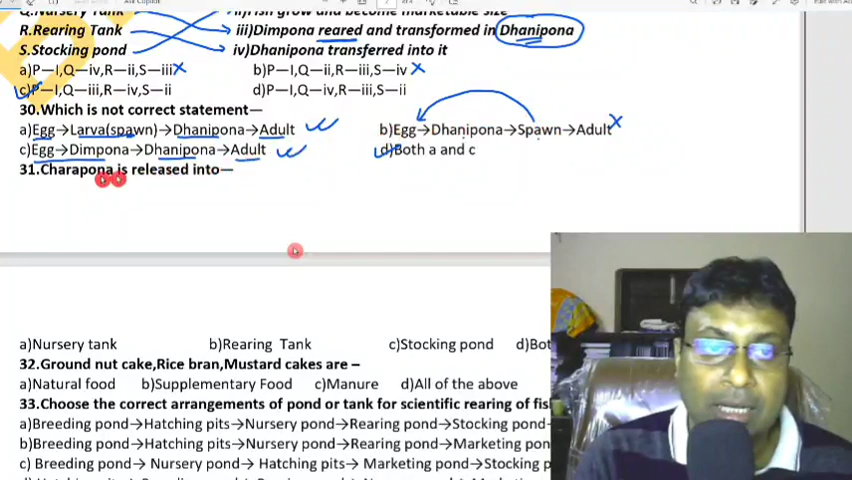 Q.Nursery Tank ii)Fish grow and become marketable size
R.Rearing Tank iii)Dimpona reared and transformed in Dhanipona
S.Stocking pond iv)Dhanipona transferred into it
a)P—I,Q—iv,R—ii,S—iii x b)P—I,Q—ii,R—iii,S—iv x
c)P—I,Q—iii,R—iv,S—ii d)P—I,Q—iv,R—iii,S—ii
30.Which is not correct statement—
a)Egg→Larva(spawn)→Dhanipona→Adult b)Egg→Dhanipona→Spawn→Adult x
c)Egg→Dimpona→Dhanipona→Adult d)Both a and c
31.Charapona is released into—
a)Nursery tank b)Rearing Tank c)Stocking pond d)Bot
32.Ground nut cake,Rice bran,Mustard cakes are –
a)Natural food b)Supplementary Food c)Manure d)All of the above
33.Choose the correct arrangements of pond or tank for scientific rearing of fis
a)Breeding pond→Hatching pits→Nursery pond→Rearing pond→Stocking pond
b)Breeding pond→Hatching pits→Nursery pond→Rearing pond→Marketing pon
c) Breeding pond→ Nursery pond→ Hatching pits→ Marketing pond→Stocking p